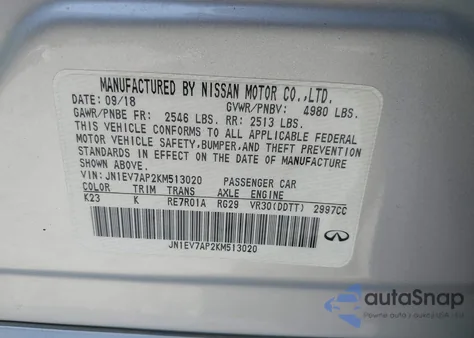 MANUFACTURED BY NISSAN MOTOR CO.,LTD.
DATE: 09/18 GVWR/PNBV: 4980 LBS.
GAWR/PNBE FR: 2546 LBS. RR: 2513 LBS.
THIS VEHICLE CONFORMS TO ALL APPLICABLE FEDERAL
MOTOR VEHICLE SAFETY,BUMPER,AND THEFT PREVENTION
STANDARDS IN EFFECT ON THE DATE OF MANUFACTURE
SHOWN ABOVE.
VIN: JN1EV7AP2KM513020 PASSENGER CAR
COLOR TRIM TRANS AXLE ENGINE
K23 K RE7R01A RG29 VR30(DDTT) 2997CC
JN1EV7AP2KM513020
autaSnap